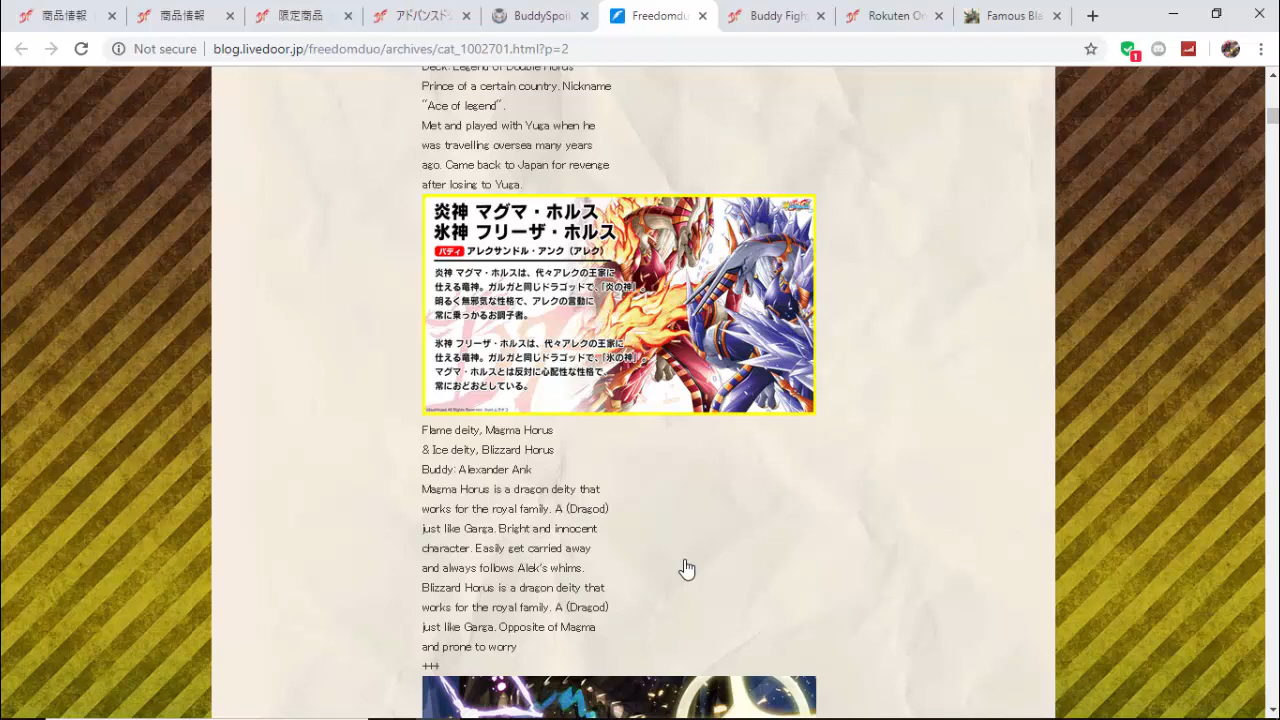 商品情報
商品情報
限定商品
アドバンスドS
BuddySpoil
Freedomdu
Buddy Figh
Rokuten On
Famous Bla
Not secure
blog.livedoor.jp/freedomduo/archives/cat_1002701.html?p=2
1
Deck: Legend of Double Horus
Prince of a certain country. Nickname
"Ace of legend".
Met and played with Yuga when he
was travelling oversea many years
ago. Came back to Japan for revenge
after losing to Yuga.
炎神 マグマ・ホルス
氷神 フリーザ・ホルス
バディ アレクサンドル・アンク（アレク）
炎神 マグマ・ホルスは、代々アレクの王家に
仕える竜神。ガルガと同じドラゴッドで、「炎の神」
明るく無邪気な性格で、アレクの言動に
常に乗っかるお調子者。
氷神 フリーザ・ホルスは、代々アレクの王家に
仕える竜神。ガルガと同じドラゴッドで、「氷の神」
マグマ・ホルスとは反対に心配性な性格で、
常におどおどしている。
Flame deity, Magma Horus
& Ice deity, Blizzard Horus
Buddy: Alexander Ank
Magma Horus is a dragon deity that
works for the royal family. A (Dragod)
just like Garga. Bright and innocent
character. Easily get carried away
and always follows Alek's whims.
Blizzard Horus is a dragon deity that
works for the royal family. A (Dragod)
just like Garga. Opposite of Magma
and prone to worry
+++